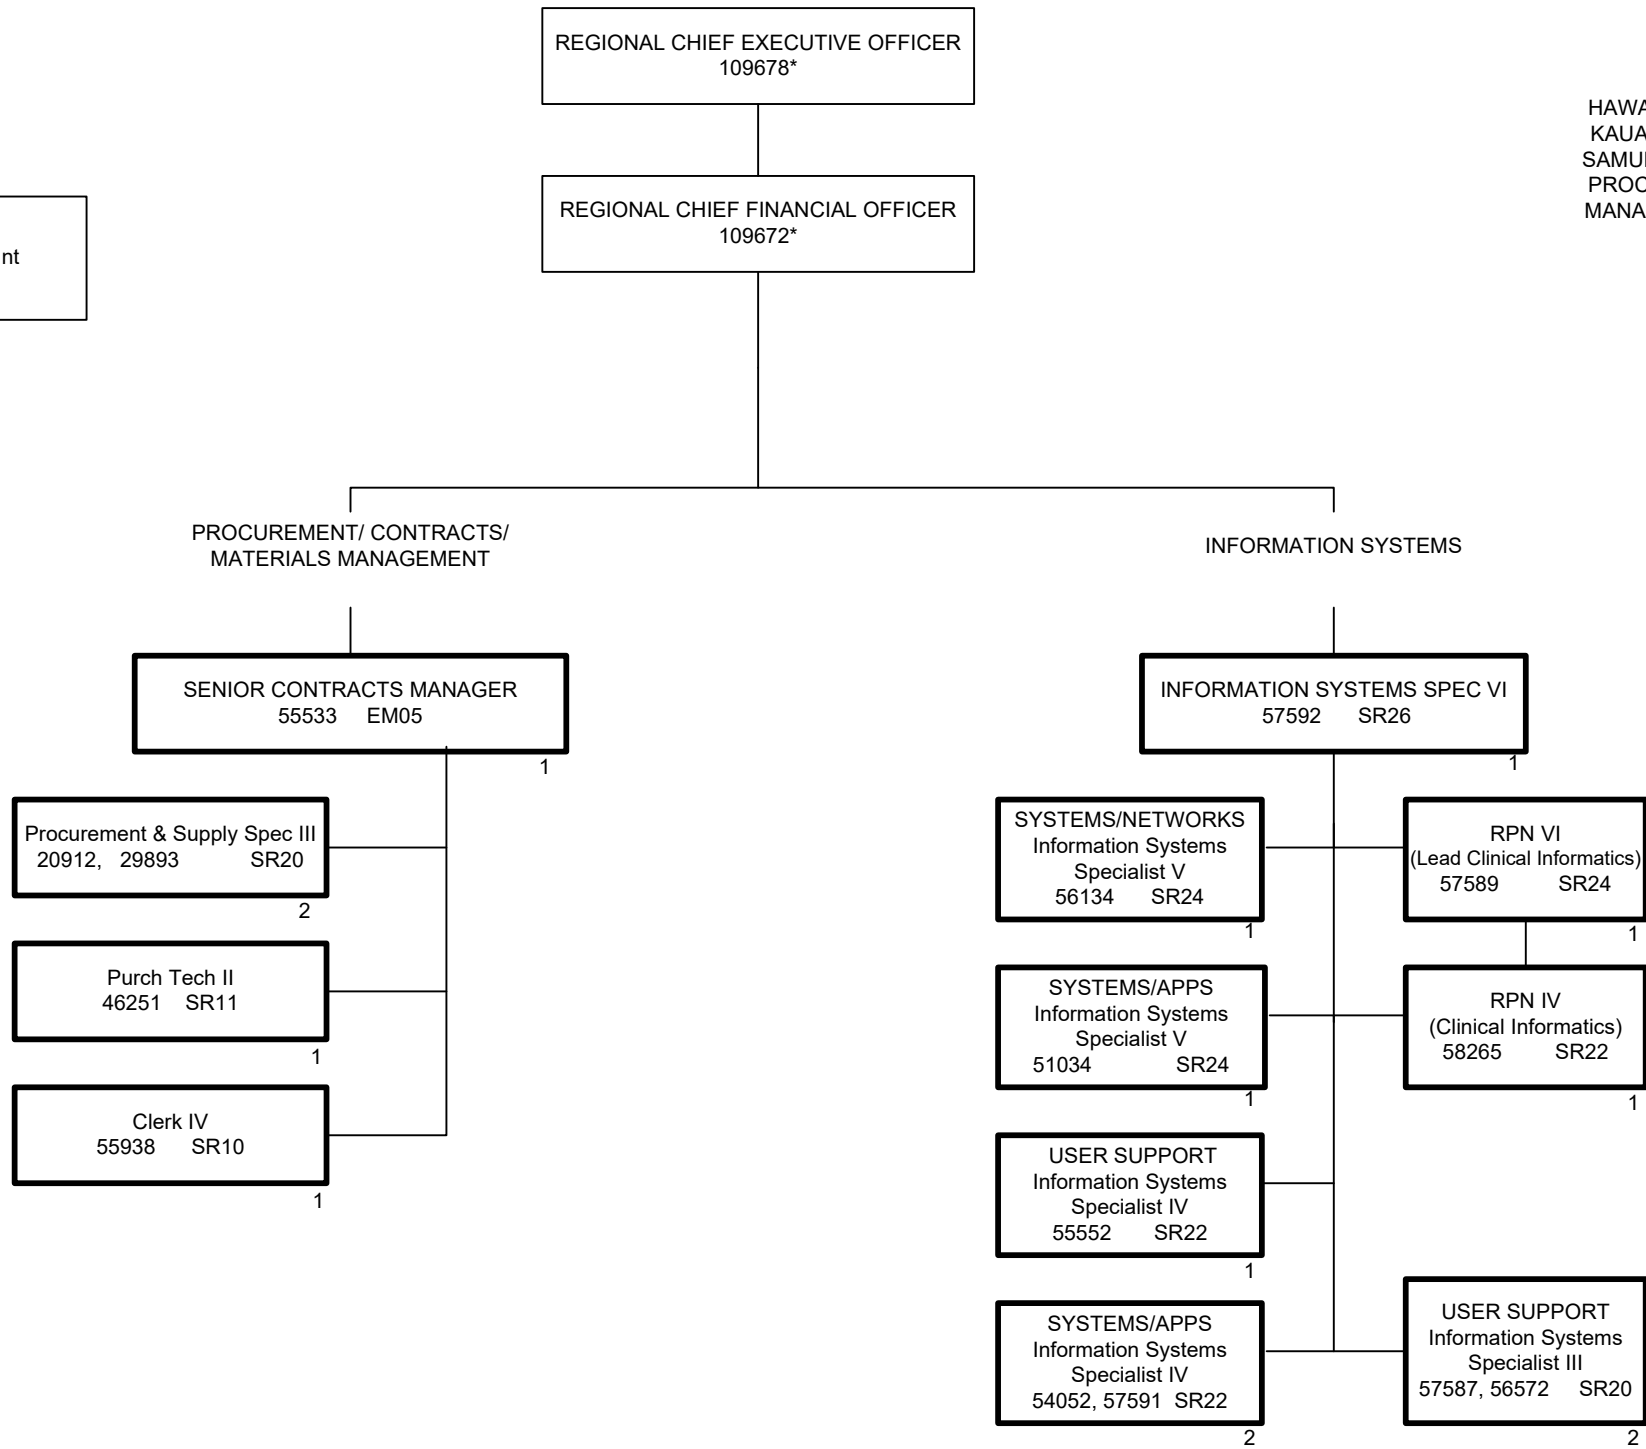 REGIONAL CHIEF EXECUTIVE OFFICER
109678*
REGIONAL CHIEF FINANCIAL OFFICER
109672*
PROCUREMENT/ CONTRACTS/
MATERIALS MANAGEMENT
SENIOR CONTRACTS MANAGER
55533 EM05
1
Procurement & Supply Spec III
20912, 29893 SR20
2
Purch Tech II
46251 SR11
1
Clerk IV
55938 SR10
1
INFORMATION SYSTEMS
INFORMATION SYSTEMS SPEC VI
57592 SR26
1
SYSTEMS/NETWORKS
Information Systems
Specialist V
56134 SR24
1
RPN VI
(Lead Clinical Informatics)
57589 SR24
1
SYSTEMS/APPS
Information Systems
Specialist V
51034 SR24
1
RPN IV
(Clinical Informatics)
58265 SR22
1
USER SUPPORT
Information Systems
Specialist IV
55552 SR22
1
SYSTEMS/APPS
Information Systems
Specialist IV
54052, 57591 SR22
2
USER SUPPORT
Information Systems
Specialist III
57587, 56572 SR20
2